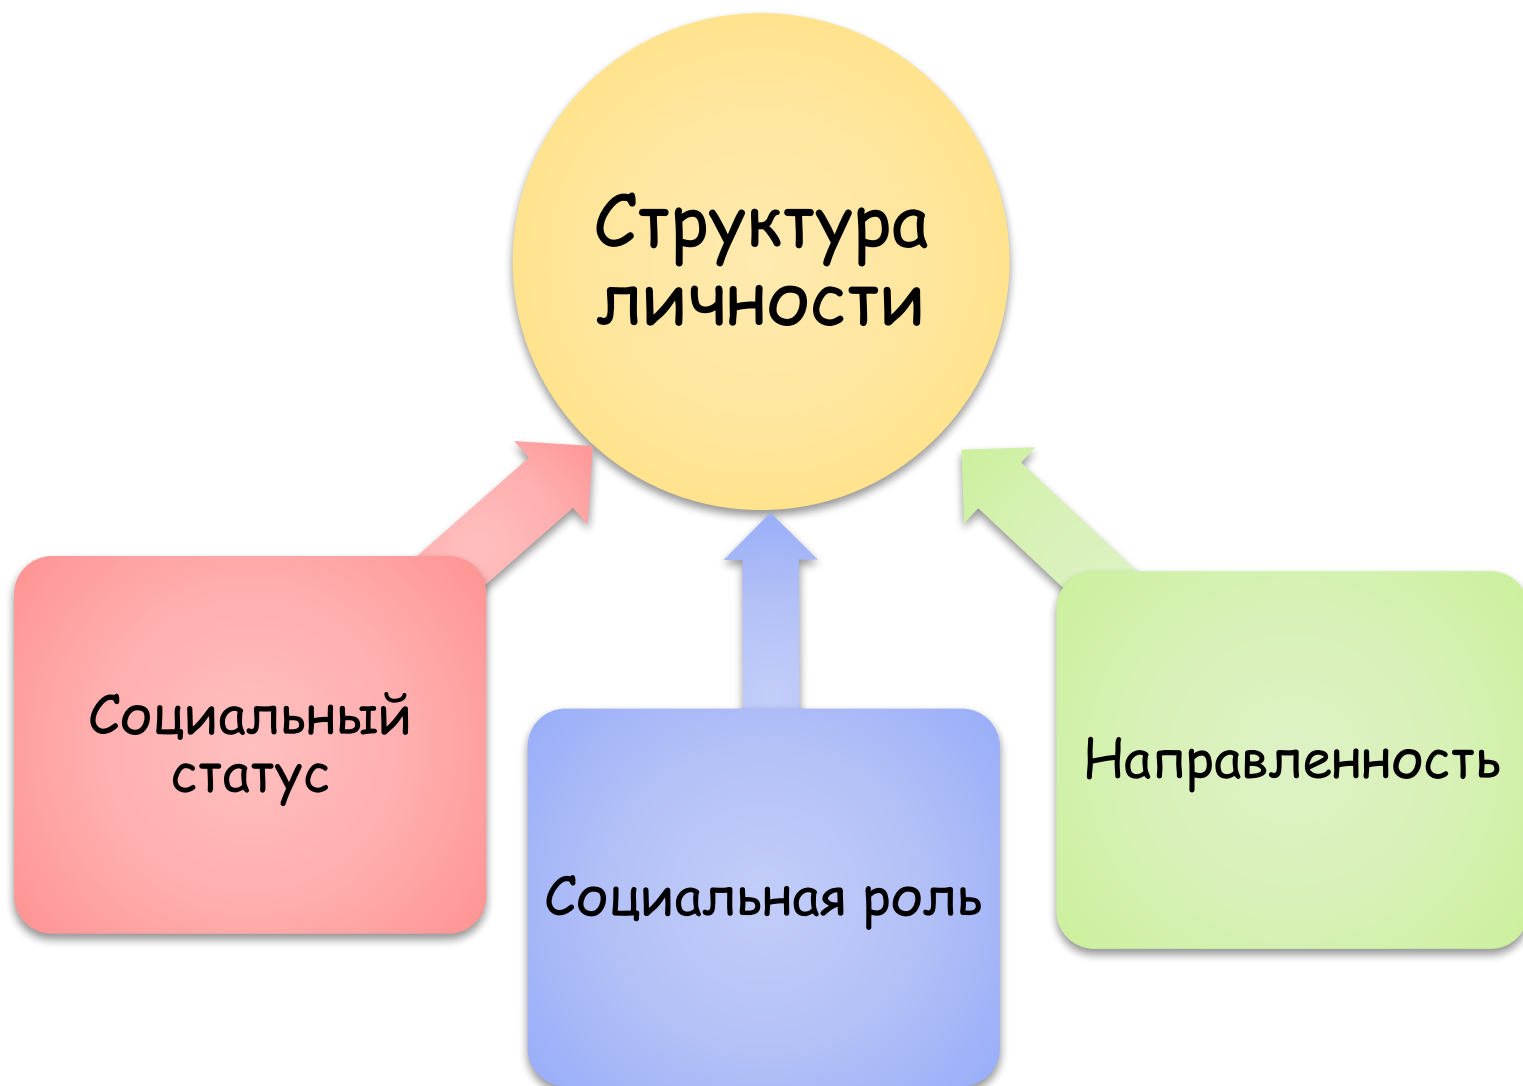 Структура
личности
Социальный
статус
Социальная роль
Направленность